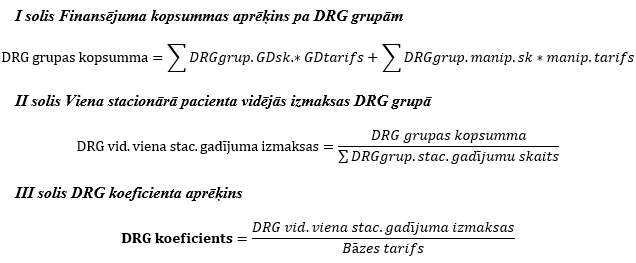 I solis Finansējuma kopsummas aprēķins pa DRG grupām
DRG grupas kopsumma = ∑ DRGgrup.GDsk.∗ GDtarifs + ∑ DRGgrup.manip.sk ∗ manip.tarifs
II solis Viena stacionārā pacienta vidējās izmaksas DRG grupā
DRG vid. viena stac. gadījuma izmaksas = DRG grupas kopsumma / ∑ DRGgrup.stac.gadījumu skaits
III solis DRG koeficienta aprēķins
DRG koeficients = DRG vid.viena stac.gadījuma izmaksas / Bāzes tarifs